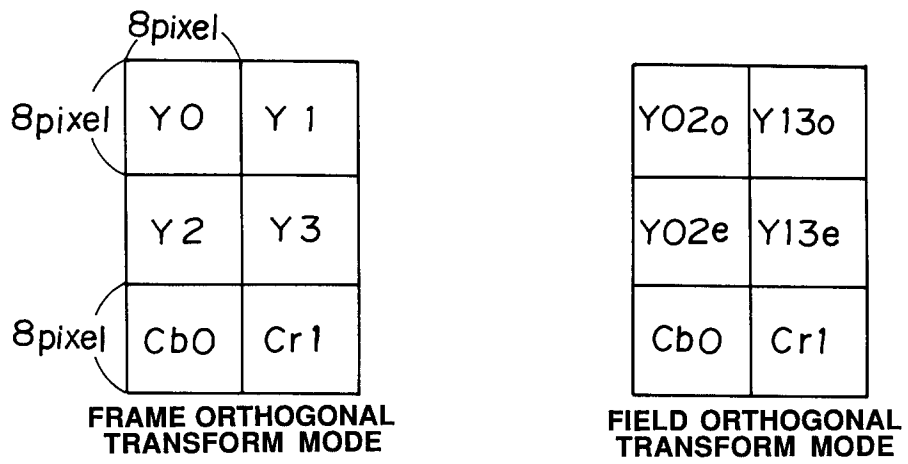 8pixel
8pixel
Y0 Y1
Y2 Y3
8pixel
Cb0 Cr1
FRAME ORTHOGONAL
TRANSFORM MODE
Y02o Y13o
Y02e Y13e
Cb0 Cr1
FIELD ORTHOGONAL
TRANSFORM MODE